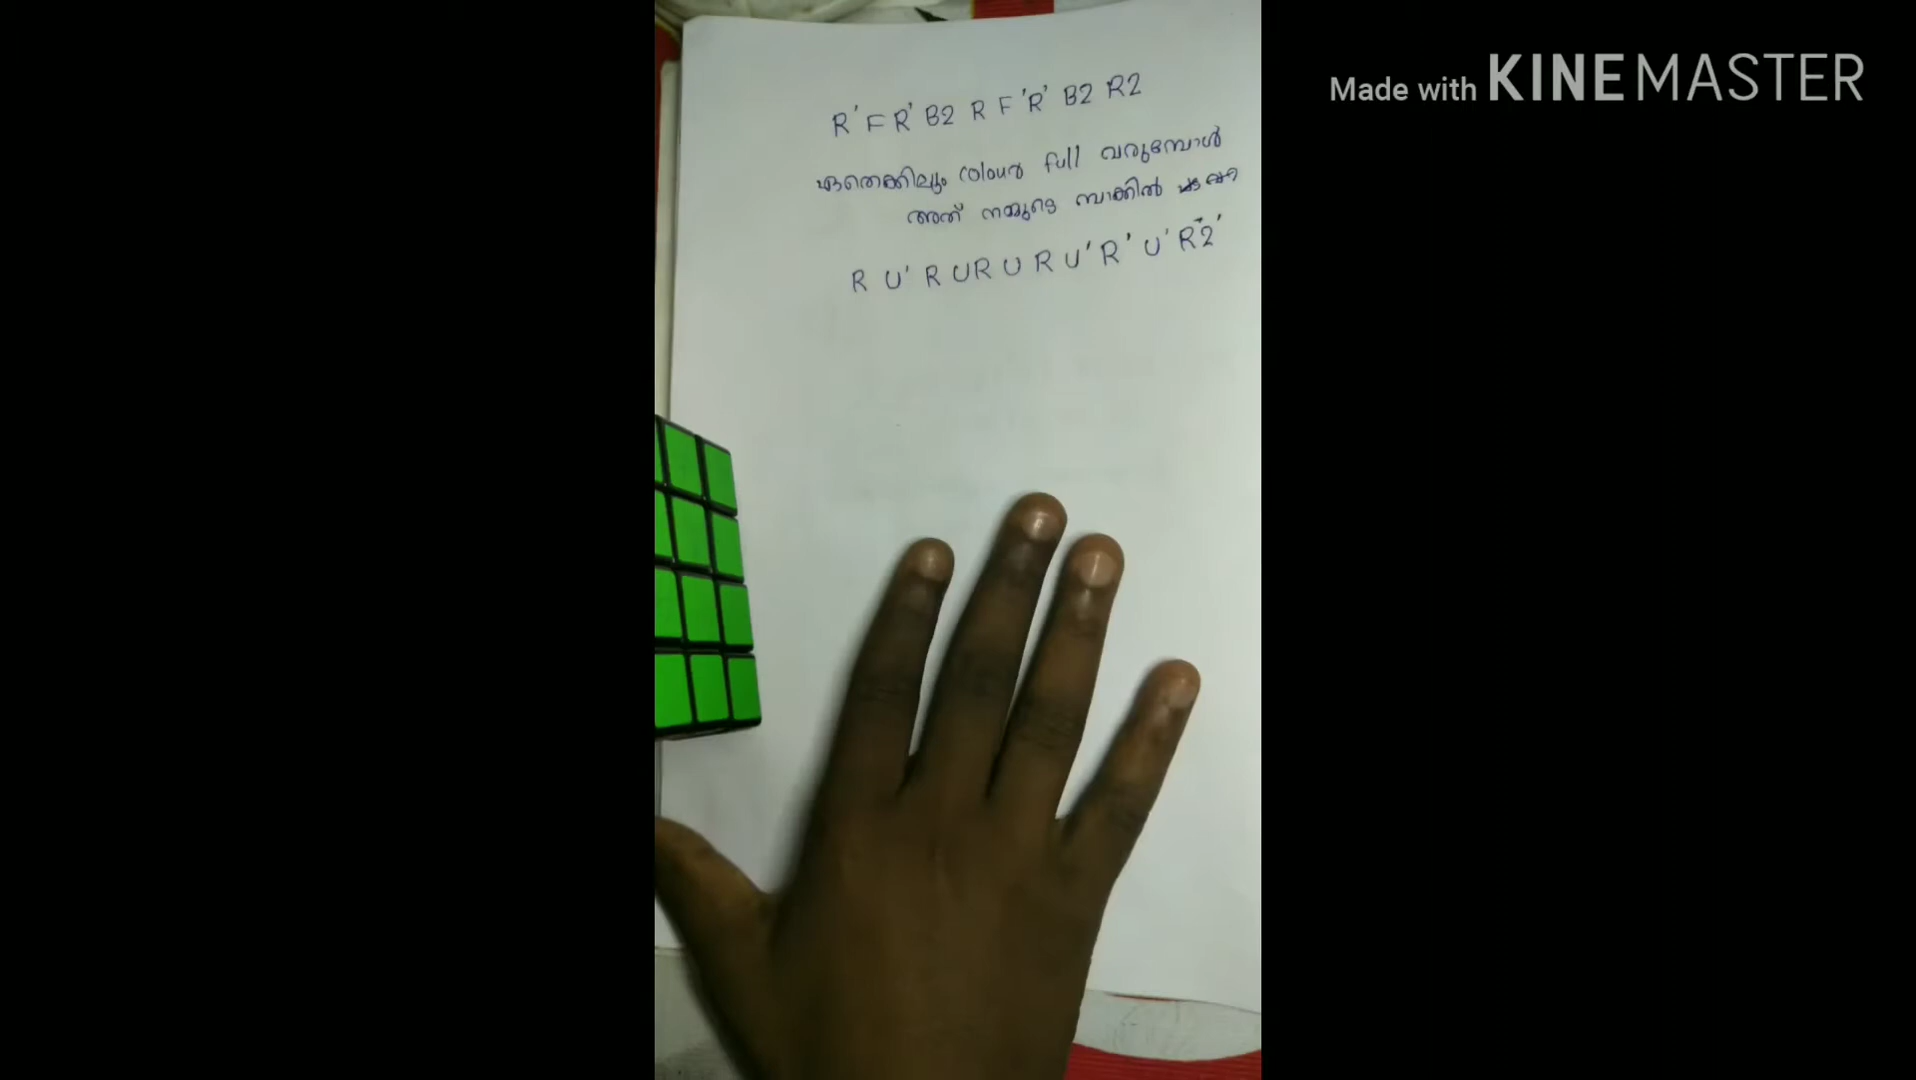 R' F R' B2 R F' R' B2 R2
ഏതെങ്കിലും colour full വരുമ്പോൾ
അത് നമ്മുടെ ബാക്കിൽ
R U' R U R U R U' R' U' R2'
Made with KINEMASTER